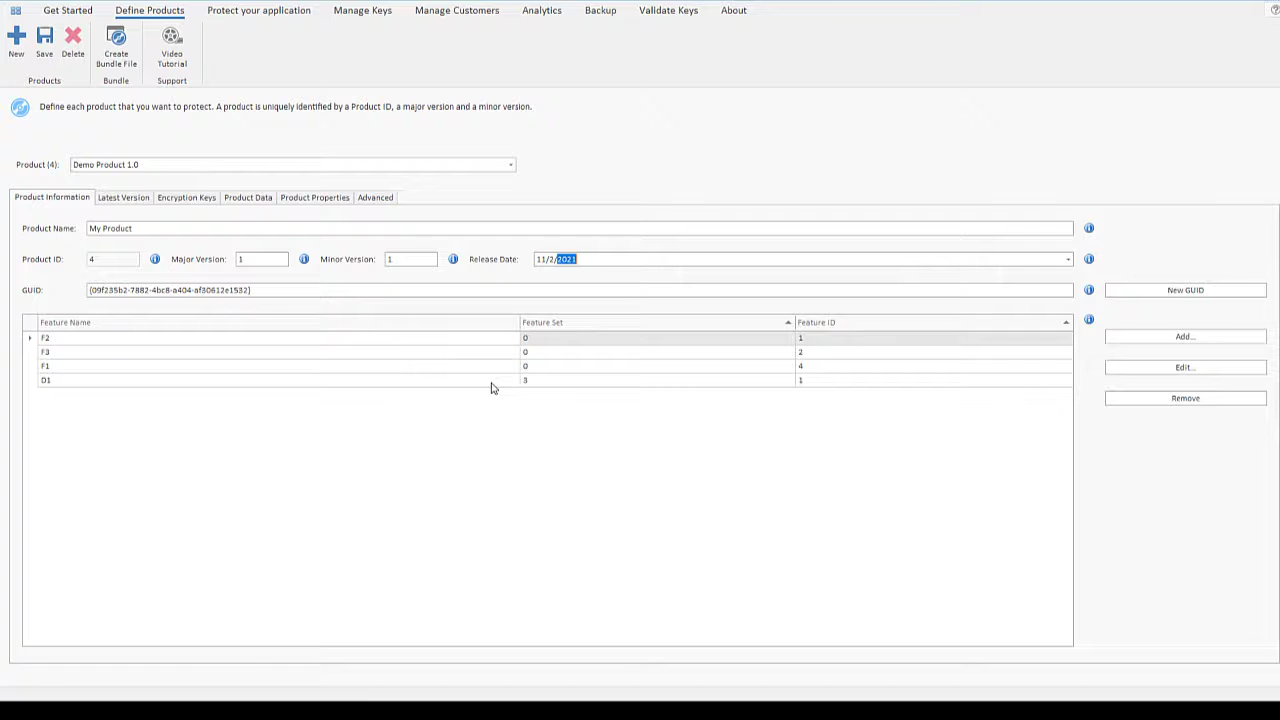 Get Started Define Products Protect your application Manage Keys Manage Customers Analytics Backup Validate Keys About
New Save Delete Create Bundle File Video Tutorial
Products Bundle Support
Define each product that you want to protect. A product is uniquely identified by a Product ID, a major version and a minor version.
Product (4): Demo Product 1.0
Product Information Latest Version Encryption Keys Product Data Product Properties Advanced
Product Name: My Product
Product ID: 4 Major Version: 1 Minor Version: 1 Release Date: 11/2/2021
GUID: {09f235b2-7882-4bc8-a404-af30612e1532} New GUID
Feature Name Feature Set Feature ID
F2 0 1 Add...
F3 0 2
F1 0 4 Edit...
D1 3 1
Remove